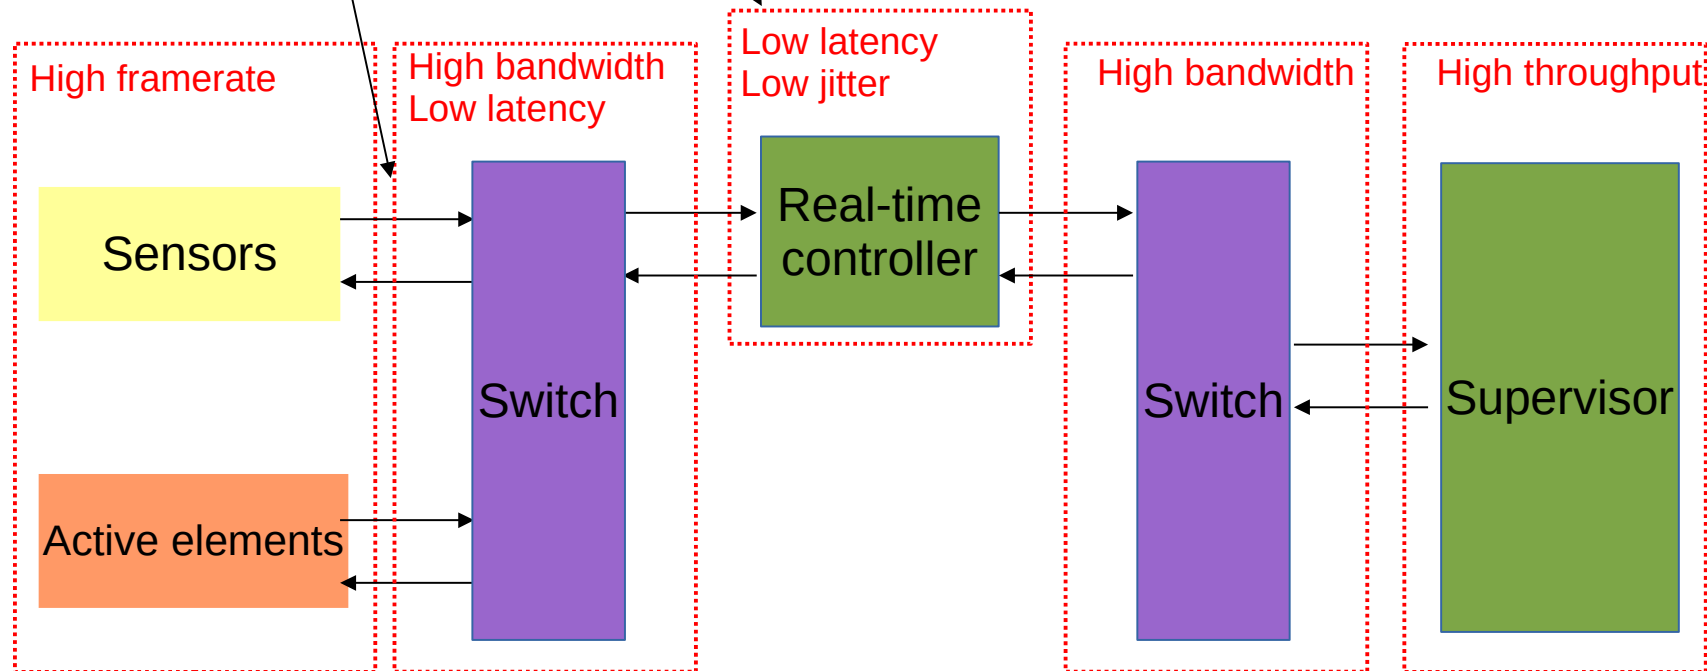 High framerate
High bandwidth
Low latency
Low latency
Low jitter
High bandwidth
High throughput
Sensors
Active elements
Switch
Real-time
controller
Switch
Supervisor